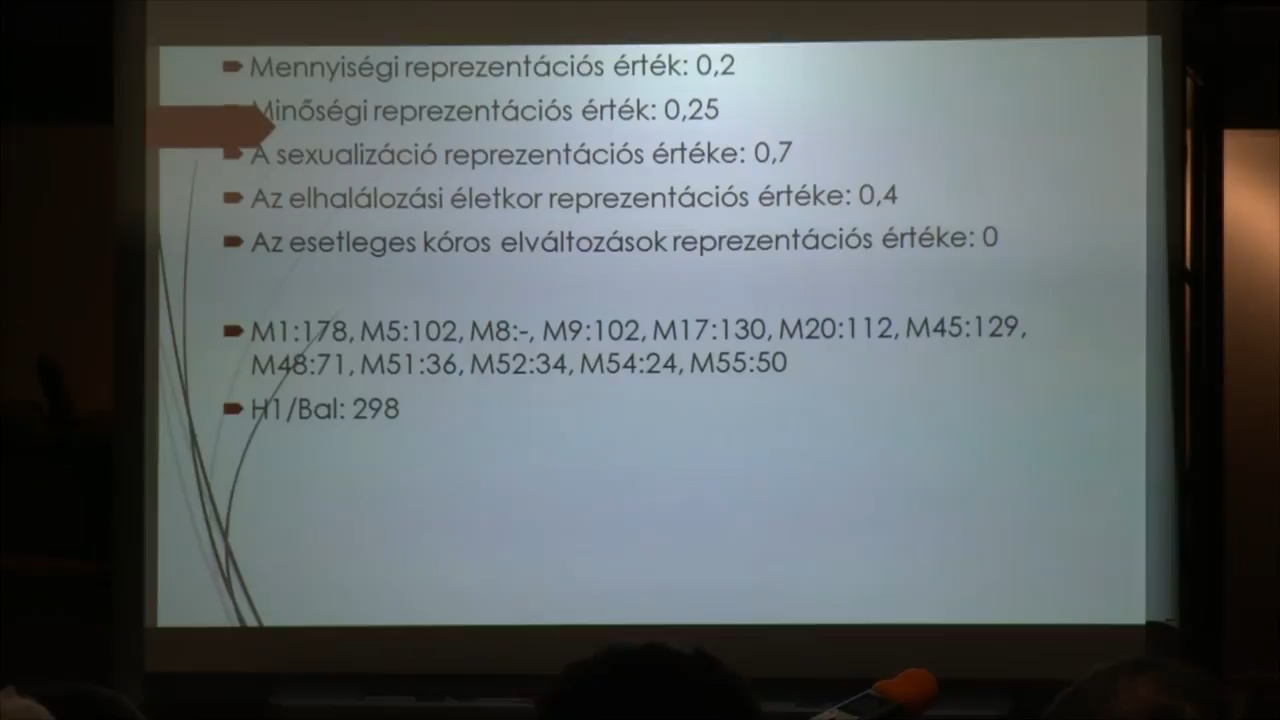 Mennyiségi reprezentációs érték: 0,2
Minőségi reprezentációs érték: 0,25
A sexualizáció reprezentációs értéke: 0,7
Az elhalálozási életkor reprezentációs értéke: 0,4
Az esetleges kóros elváltozások reprezentációs értéke: 0
M1:178, M5:102, M8:-, M9:102, M17:130, M20:112, M45:129,
M48:71, M51:36, M52:34, M54:24, M55:50
H1/Bal: 298